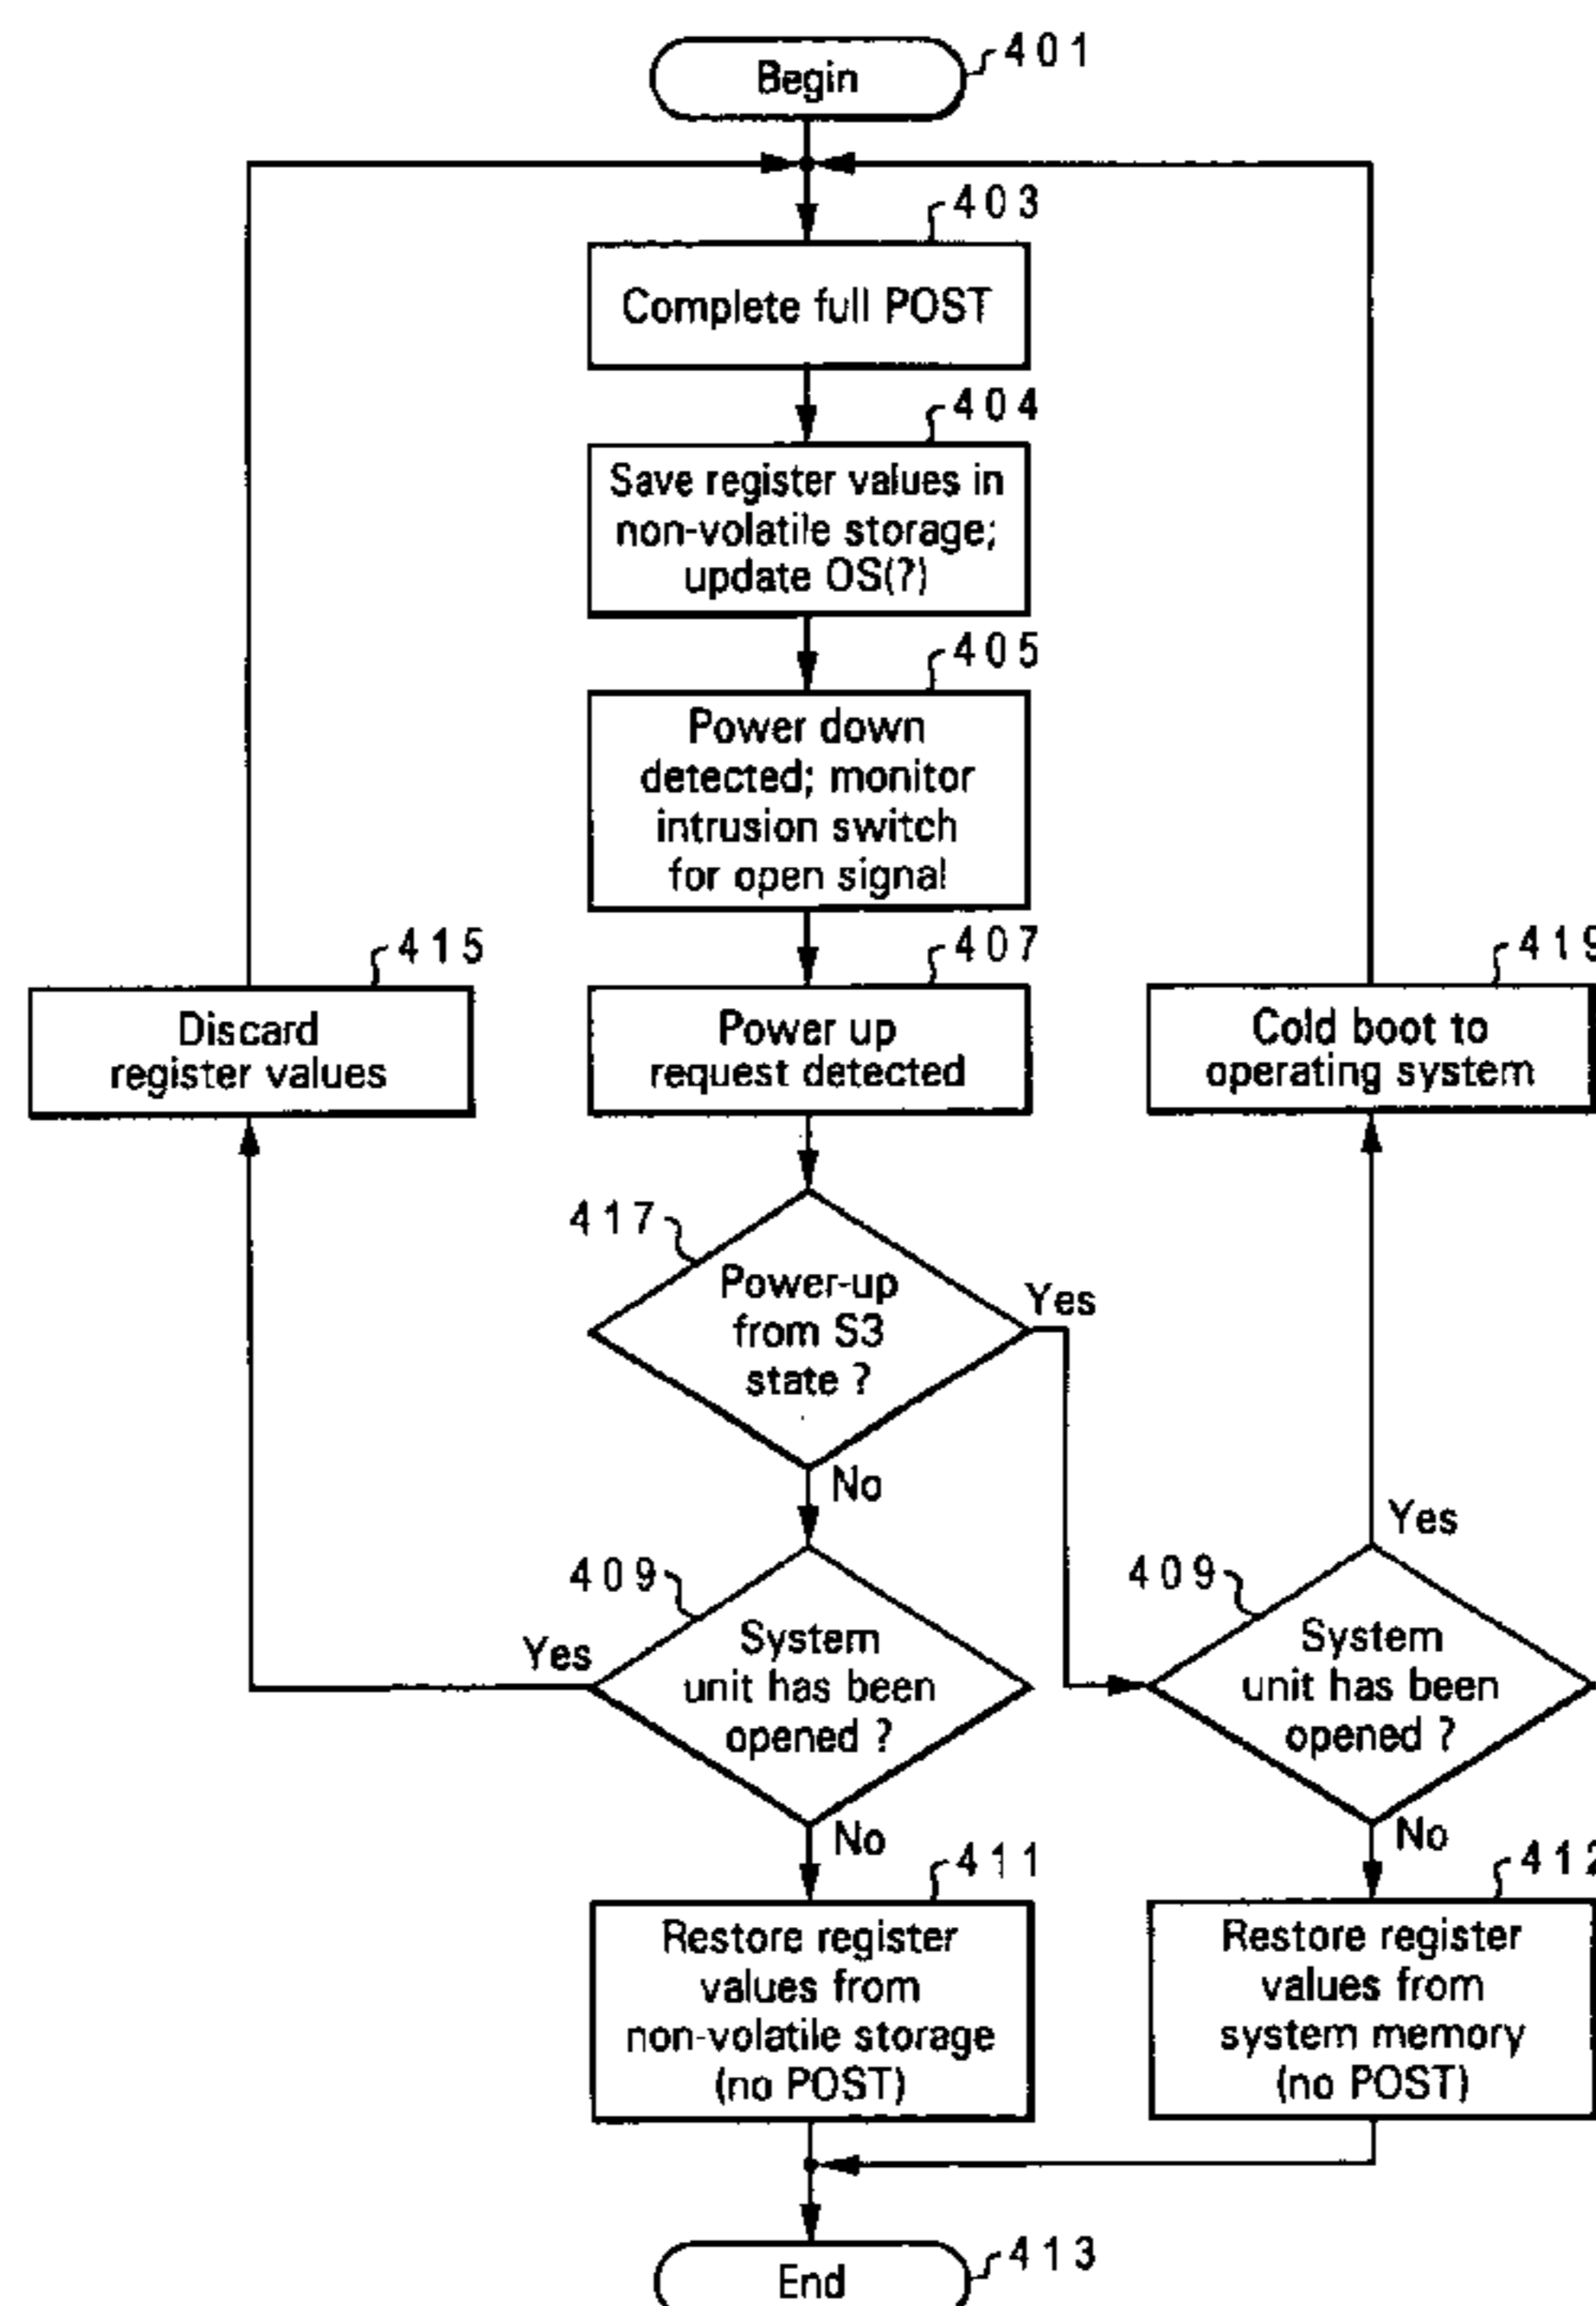 Begin
401
403
Complete full POST
404
Save register values in
non-volatile storage;
update OS(?)
405
Power down
detected; monitor
intrusion switch
for open signal
415
Discard
register values
407
Power up
request detected
419
Cold boot to
operating system
417
Power-up
from S3
state ?
Yes
No
409
System
unit has been
opened ?
Yes
No
409
System
unit has been
opened ?
Yes
No
411
Restore register
values from
non-volatile storage
(no POST)
412
Restore register
values from
system memory
(no POST)
End
413